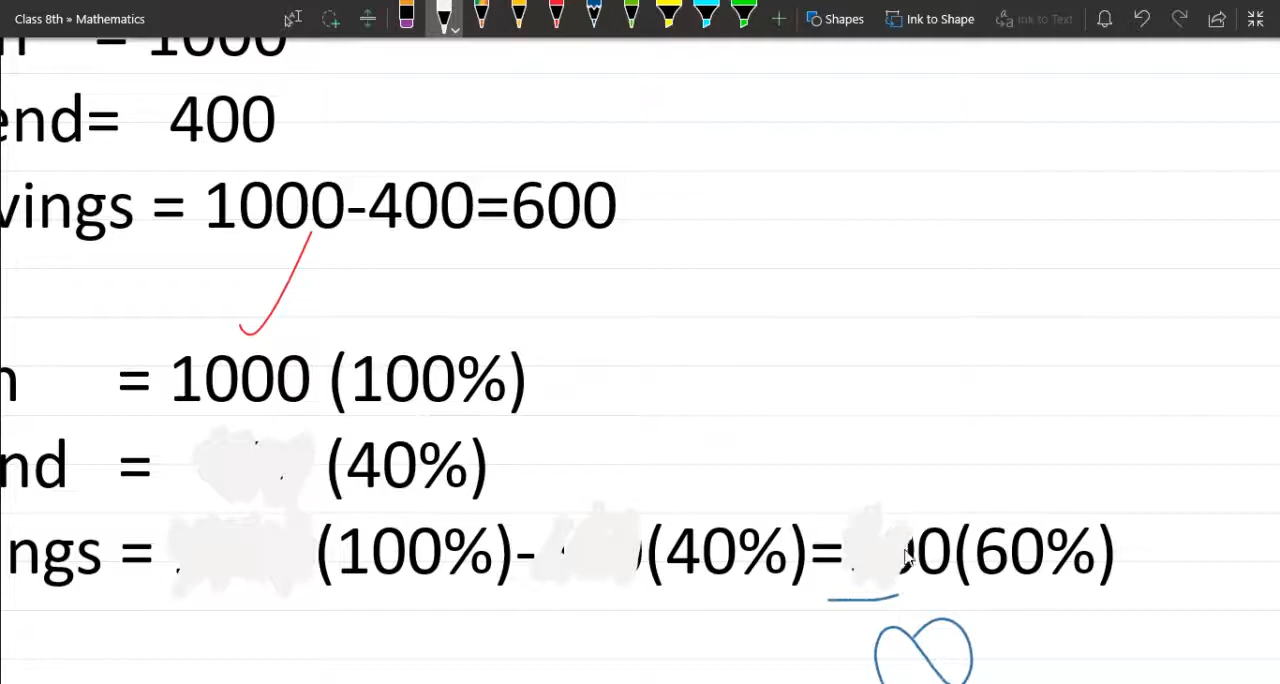 Class 8th » Mathematics
Shapes
Ink to Shape
Ink to Text
= 1000
end= 400
vings = 1000-400=600
= 1000 (100%)
nd = (40%)
ngs = (100%)- (40%)= 0(60%)